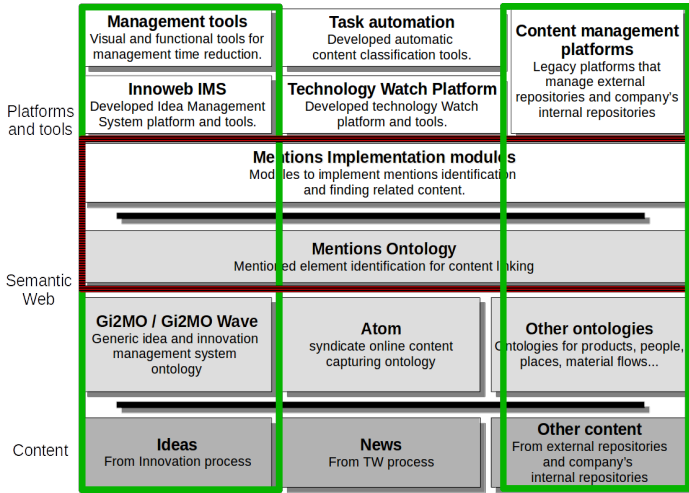 Management tools
Visual and functional tools for
management time reduction.
Task automation
Developed automatic
content classification tools.
Content management
platforms
Legacy platforms that
manage external
repositories and company's
internal repositories
Platforms
and tools
Innoweb IMS
Developed Idea Management
System platform and tools.
Technology Watch Platform
Developed technology Watch
platform and tools.
Mentions Implementation modules
Modules to implement mentions identification
and finding related content.
Semantic
Web
Mentions Ontology
Mentioned element identification for content linking
Gi2MO / Gi2MO Wave
Generic idea and innovation
management system
ontology
Atom
syndicate online content
capturing ontology
Other ontologies
Ontologies for products, people,
places, material flows...
Content
Ideas
From Innovation process
News
From TW process
Other content
From external repositories
and company's
internal repositories